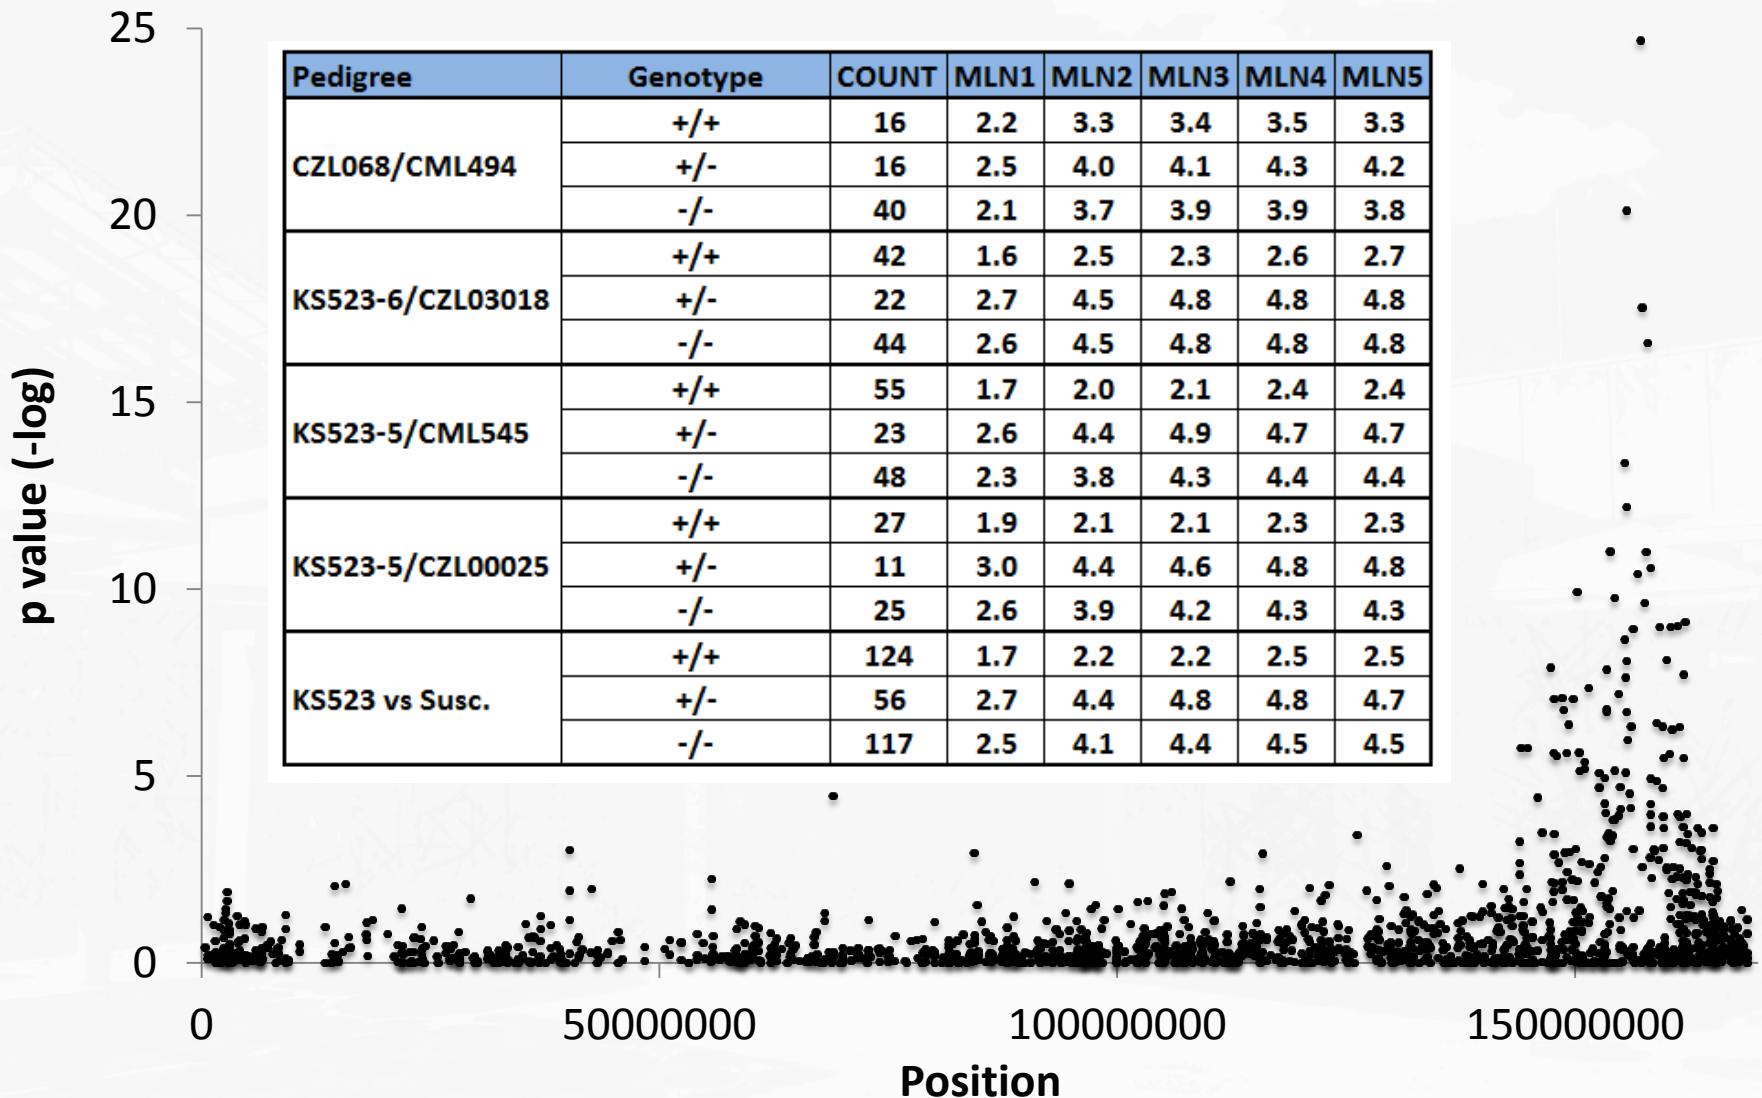 25
20
15
10
5
0
p value (-log)
Pedigree Genotype COUNT MLN1 MLN2 MLN3 MLN4 MLN5
CZL068/CML494
+/+ 16 2.2 3.3 3.4 3.5 3.3
+/- 16 2.5 4.0 4.1 4.3 4.2
-/- 40 2.1 3.7 3.9 3.9 3.8
KS523-6/CZL03018
+/+ 42 1.6 2.5 2.3 2.6 2.7
+/- 22 2.7 4.5 4.8 4.8 4.8
-/- 44 2.6 4.5 4.8 4.8 4.8
KS523-5/CML545
+/+ 55 1.7 2.0 2.1 2.4 2.4
+/- 23 2.6 4.4 4.9 4.7 4.7
-/- 48 2.3 3.8 4.3 4.4 4.4
KS523-5/CZL00025
+/+ 27 1.9 2.1 2.1 2.3 2.3
+/- 11 3.0 4.4 4.6 4.8 4.8
-/- 25 2.6 3.9 4.2 4.3 4.3
KS523 vs Susc.
+/+ 124 1.7 2.2 2.2 2.5 2.5
+/- 56 2.7 4.4 4.8 4.8 4.7
-/- 117 2.5 4.1 4.4 4.5 4.5
0 50000000 100000000 150000000
Position